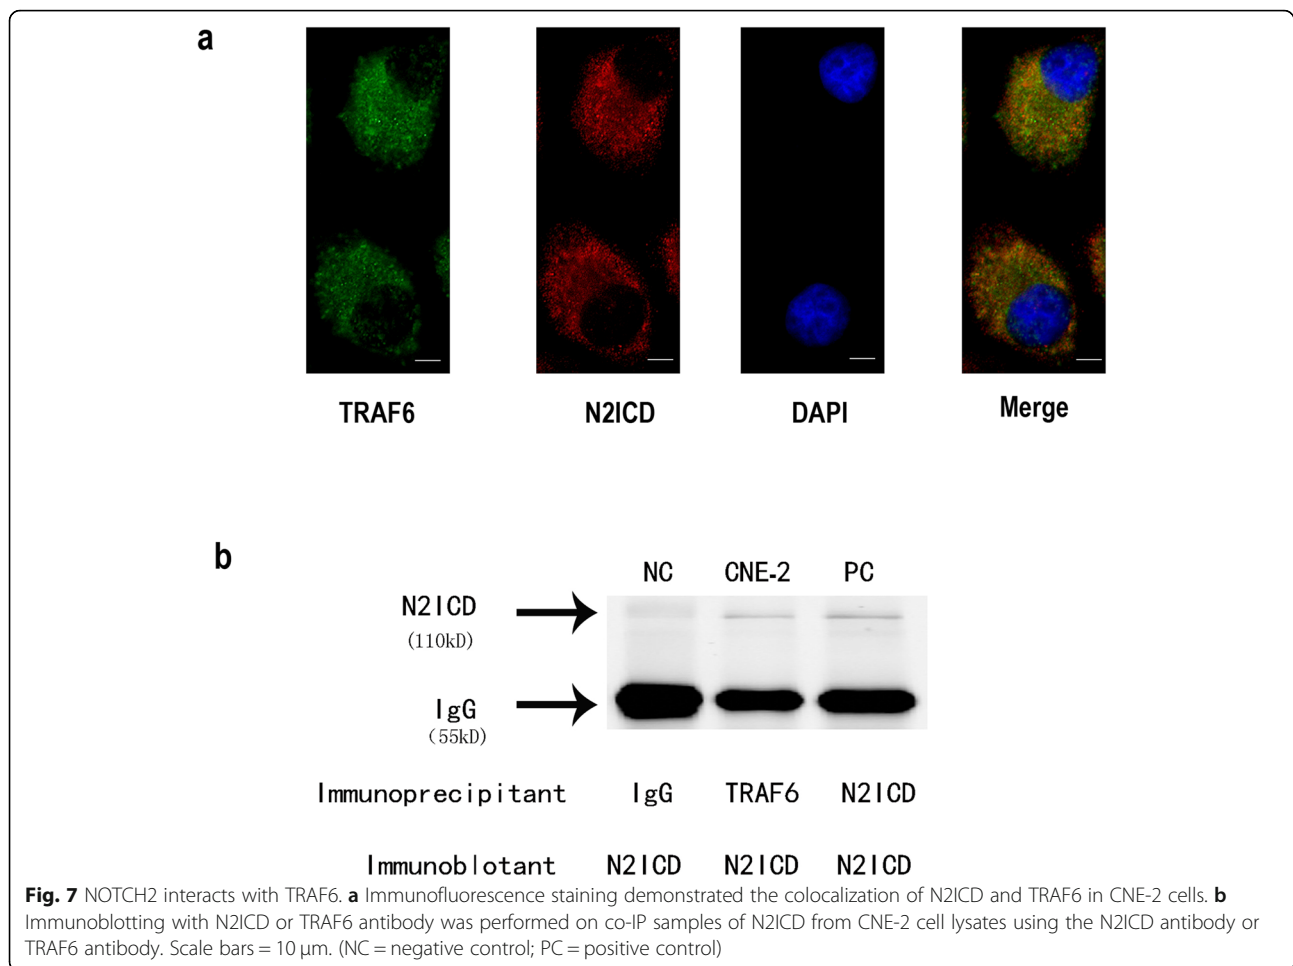 a
TRAF6 N2ICD DAPI Merge
b
NC CNE-2 PC
N2ICD
(110kD)
IgG
(55kD)
Immunoprecipitant IgG TRAF6 N2ICD
Immunoblotant N2ICD N2ICD N2ICD
Fig. 7 NOTCH2 interacts with TRAF6. a Immunofluorescence staining demonstrated the colocalization of N2ICD and TRAF6 in CNE-2 cells. b
Immunoblotting with N2ICD or TRAF6 antibody was performed on co-IP samples of N2ICD from CNE-2 cell lysates using the N2ICD antibody or
TRAF6 antibody. Scale bars = 10 μm. (NC = negative control; PC = positive control)